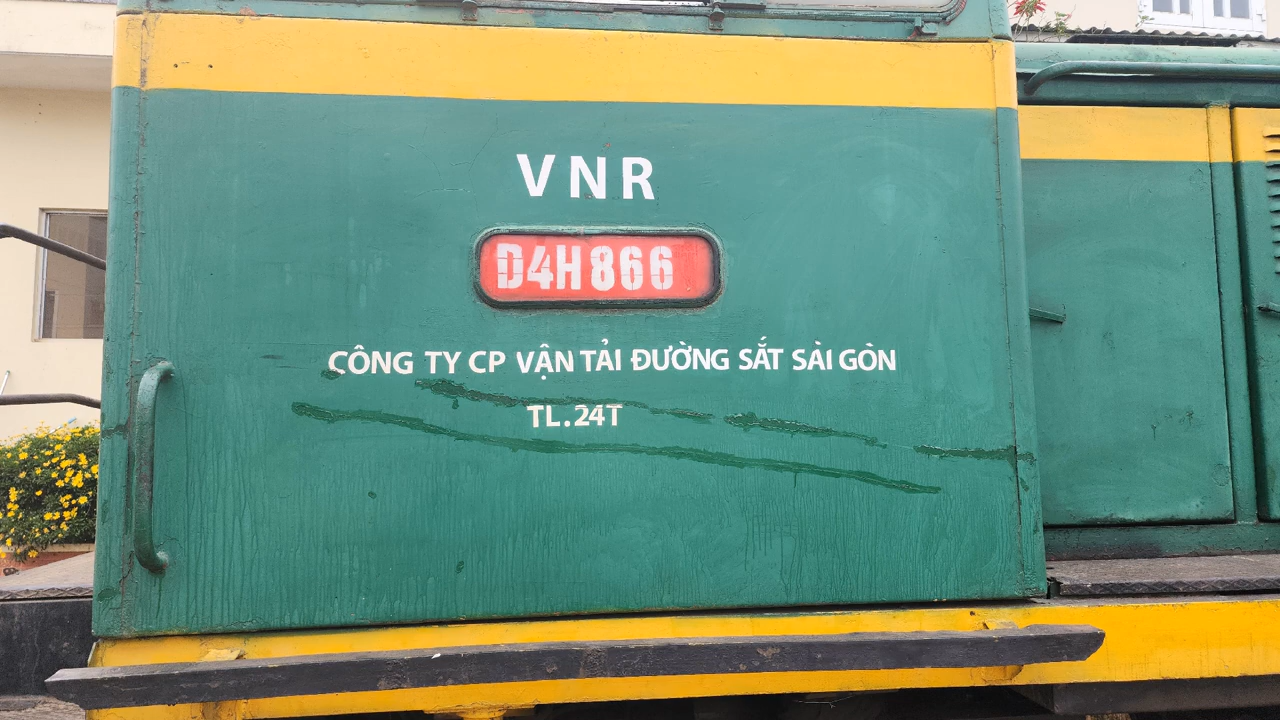 VNR
D4H866
CÔNG TY CP VẬN TẢI ĐƯỜNG SẮT SÀI GÒN
TL.24T